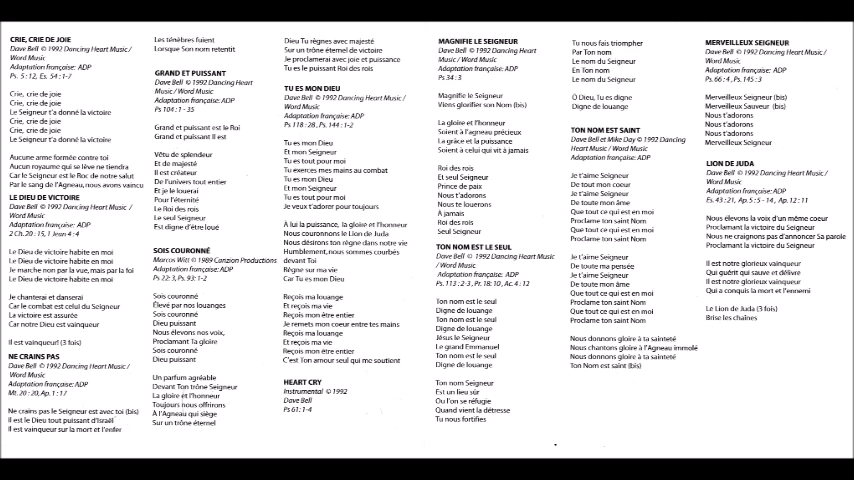 CRIE, CRIE DE JOIE
Dave Bell © 1992 Dancing Heart Music /
Word Music
Adaptation française: ADP
Ps. 5 : 12, Es. 54 : 1-7
Crie, crie de joie
Crie, crie de joie
Le Seigneur t'a donné la victoire
Crie, crie de joie
Crie, crie de joie
Le Seigneur t'a donné la victoire
Aucune arme formée contre toi
Aucun royaume qui se lève ne tiendra
Car le Seigneur est le Roc de notre salut
Par le sang de l'Agneau, nous avons vaincu
LE DIEU DE VICTOIRE
Dave Bell © 1992 Dancing Heart Music /
Word Music
Adaptation française: ADP
2 Ch. 20 : 15, 1 Jean 4 : 4
Le Dieu de victoire habite en moi
Le Dieu de victoire habite en moi
Je marche non par la vue, mais par la foi
Le Dieu de victoire habite en moi
Je chanterai et danserai
Car le combat est celui du Seigneur
La victoire est assurée
Car notre Dieu est vainqueur
Il est vainqueur! (3 fois)
NE CRAINS PAS
Dave Bell © 1992 Dancing Heart Music /
Word Music
Adaptation française: ADP
Mt. 20 : 20, Ap. 1 : 17
Ne crains pas le Seigneur est avec toi (bis)
Il est le Dieu tout puissant d'Israël
Il est vainqueur sur la mort et l'enfer
Les ténèbres fuient
Lorsque Son nom retentit
GRAND ET PUISSANT
Dave Bell © 1992 Dancing Heart
Music / Word Music
Adaptation française: ADP
Ps 104 : 1 - 35
Grand et puissant est le Roi
Grand et puissant Il est
Vêtu de splendeur
Et de majesté
Il est créateur
De l'univers tout entier
Et je le louerai
Pour l'éternité
Le Roi des rois
Le seul Seigneur
Est digne d'être loué
SOIS COURONNÉ
Marcos Witt © 1989 Canzion Productions
Adaptation française: ADP
Ps 22: 3, Ps. 93: 1-2
Sois couronné
Élevé par nos louanges
Sois couronné
Dieu puissant
Nous élevons nos voix,
Proclamant Ta gloire
Sois couronné
Dieu puissant
Un parfum agréable
Devant Ton trône Seigneur
La gloire et l'honneur
Toujours nous offrirons
À l'Agneau qui siège
Sur un trône éternel
Dieu Tu règnes avec majesté
Sur un trône éternel de victoire
Je proclamerai avec joie et puissance
Tu es le puissant Roi des rois
TU ES MON DIEU
Dave Bell © 1992 Dancing Heart Music /
Word Music
Adaptation française: ADP
Ps 118 : 28, Ps. 144 : 1-2
Tu es mon Dieu
Et mon Seigneur
Tu es tout pour moi
Tu exerces mes mains au combat
Tu es mon Dieu
Et mon Seigneur
Tu es tout pour moi
Je veux t'adorer pour toujours
À lui la puissance, la gloire et l'honneur
Nous couronnons le Lion de Juda
Nous désirons ton règne dans notre vie
Humblement, nous sommes courbés
devant Toi
Règne sur ma vie
Car Tu es mon Dieu
Reçois ma louange
Et reçois ma vie
Reçois mon être entier
Je remets mon coeur entre tes mains
Reçois ma louange
Et reçois ma vie
Reçois mon être entier
C'est Ton amour seul qui me soutient
HEART CRY
Instrumental © 1992
Dave Bell
Ps 61 : 1-4
MAGNIFIE LE SEIGNEUR
Dave Bell © 1992 Dancing Heart
Music / Word Music
Adaptation française: ADP
Ps 34 : 3
Magnifie le Seigneur
Viens glorifier son Nom (bis)
La gloire et l'honneur
Soient à l'agneau précieux
La grâce et la puissance
Soient à celui qui vit à jamais
Roi des rois
Et seul Seigneur
Prince de paix
Nous t'adorons
Nous te louerons
À jamais
Roi des rois
Seul Seigneur
TON NOM EST LE SEUL
Dave Bell © 1992 Dancing Heart Music
/ Word Music
Adaptation française: ADP
Ps. 113 : 2-3, Pr. 18: 10, Ac. 4 : 12
Ton nom est le seul
Digne de louange
Ton nom est le seul
Digne de louange
Jésus le Seigneur
Le grand Emmanuel
Ton nom est le seul
Digne de louange
Ton nom Seigneur
Est un lieu sûr
Ou l'on se réfugie
Quand vient la détresse
Tu nous fortifies
Tu nous fais triompher
Par Ton nom
Le nom du Seigneur
En Ton nom
Le nom du Seigneur
O Dieu, Tu es digne
Digne de louange
TON NOM EST SAINT
Dave Bell et Mike Day © 1992 Dancing
Heart Music / Word Music
Adaptation française: ADP
Je t'aime Seigneur
De tout mon coeur
Je t'aime Seigneur
De toute mon âme
Que tout ce qui est en moi
Proclame ton saint Nom
Que tout ce qui est en moi
Proclame ton saint Nom
Je t'aime Seigneur
De toute ma pensée
Je t'aime Seigneur
De toute mon âme
Que tout ce qui est en moi
Proclame ton saint Nom
Que tout ce qui est en moi
Proclame ton saint Nom
Nous donnons gloire à ta sainteté
Nous chantons gloire à l'Agneau immolé
Nous donnons gloire à ta sainteté
Ton Nom est saint (bis)
MERVEILLEUX SEIGNEUR
Dave Bell © 1992 Dancing Heart Music /
Word Music
Adaptation française: ADP
Ps. 66 : 4 , Ps. 145 : 3
Merveilleux Seigneur (bis)
Merveilleux Sauveur (bis)
Nous t'adorons
Nous t'adorons
Nous t'adorons
Merveilleux Seigneur
LION DE JUDA
Dave Bell © 1992 Dancing Heart Music /
Word Music
Adaptation française: ADP
Es. 43 : 21, Ap. 5 : 5 - 14 , Ap. 12 : 11
Nous élevons la voix d'un même coeur
Proclamant la victoire du Seigneur
Nous ne craignons pas d'annoncer Sa parole
Proclamant la victoire du Seigneur
Il est notre glorieux vainqueur
Qui guérit qui sauve et délivre
Il est notre glorieux vainqueur
Qui a conquis la mort et l'ennemi
Le Lion de Juda (3 fois)
Brise les chaînes